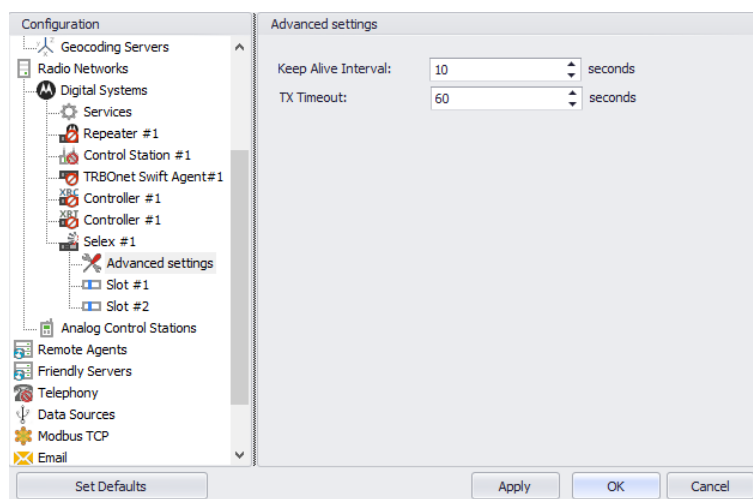 Configuration
Geocoding Servers
Radio Networks
Digital Systems
Services
Repeater #1
Control Station #1
TRBOnet Swift Agent#1
XRC Controller #1
XRT Controller #1
Selex #1
Advanced settings
Slot #1
Slot #2
Analog Control Stations
Remote Agents
Friendly Servers
Telephony
Data Sources
Modbus TCP
Email
Set Defaults
Advanced settings
Keep Alive Interval: 10 seconds
TX Timeout: 60 seconds
Apply OK Cancel